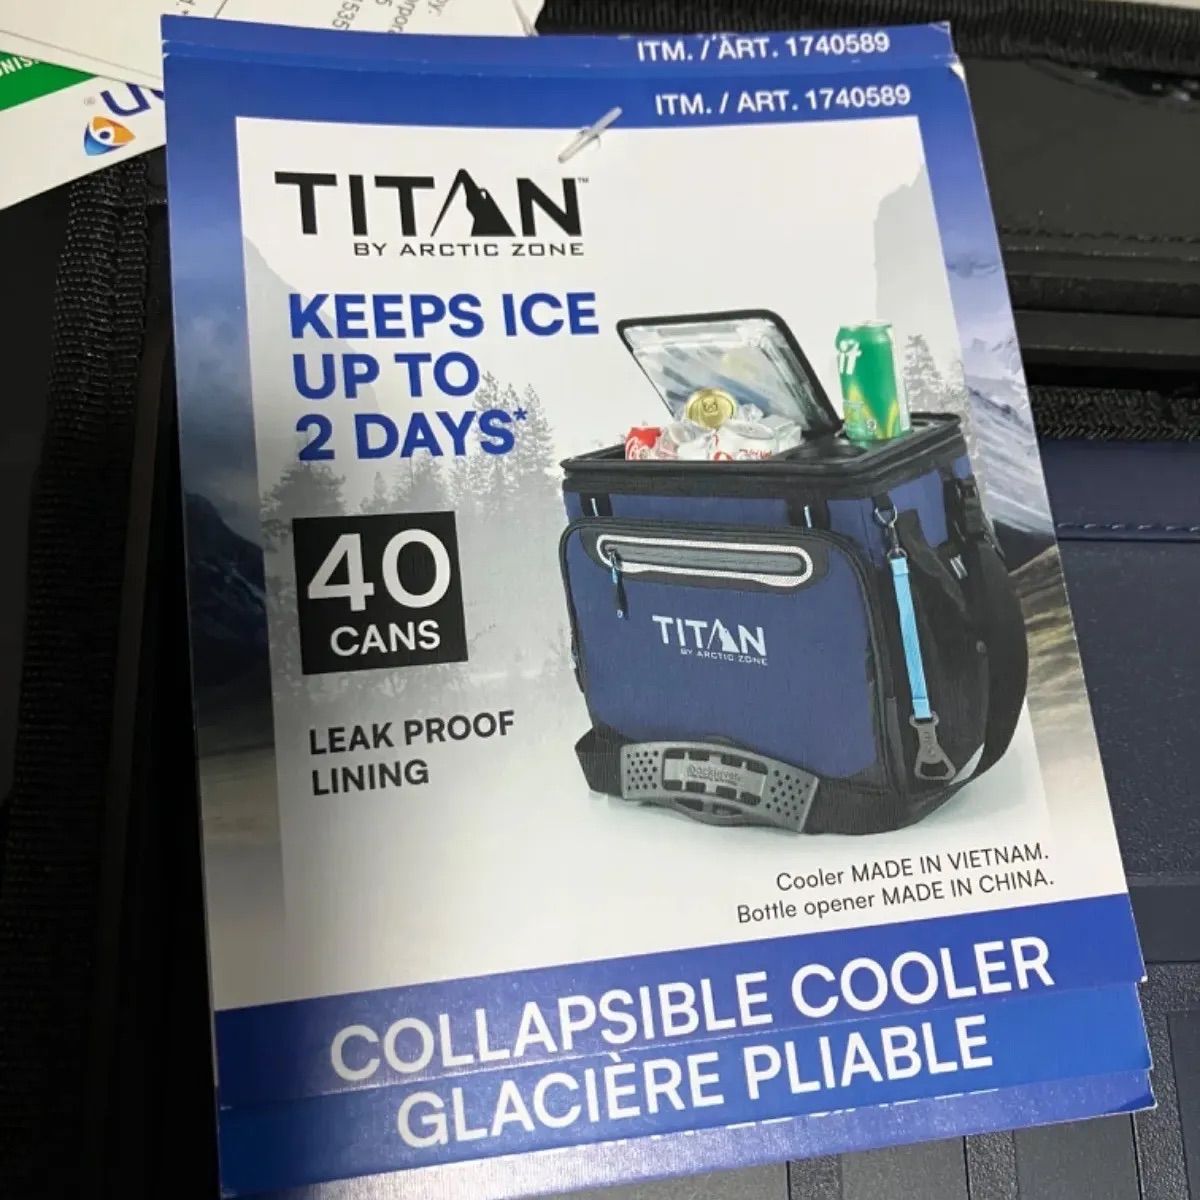 ITM. / ART. 1740589
ITM. / ART. 1740589
TITAN™
BY ARCTIC ZONE
KEEPS ICE
UP TO
2 DAYS*
40
CANS
LEAK PROOF
LINING
TITAN
BY ARCTIC ZONE
Cooler MADE IN VIETNAM.
Bottle opener MADE IN CHINA.
COLLAPSIBLE COOLER
GLACIÈRE PLIABLE